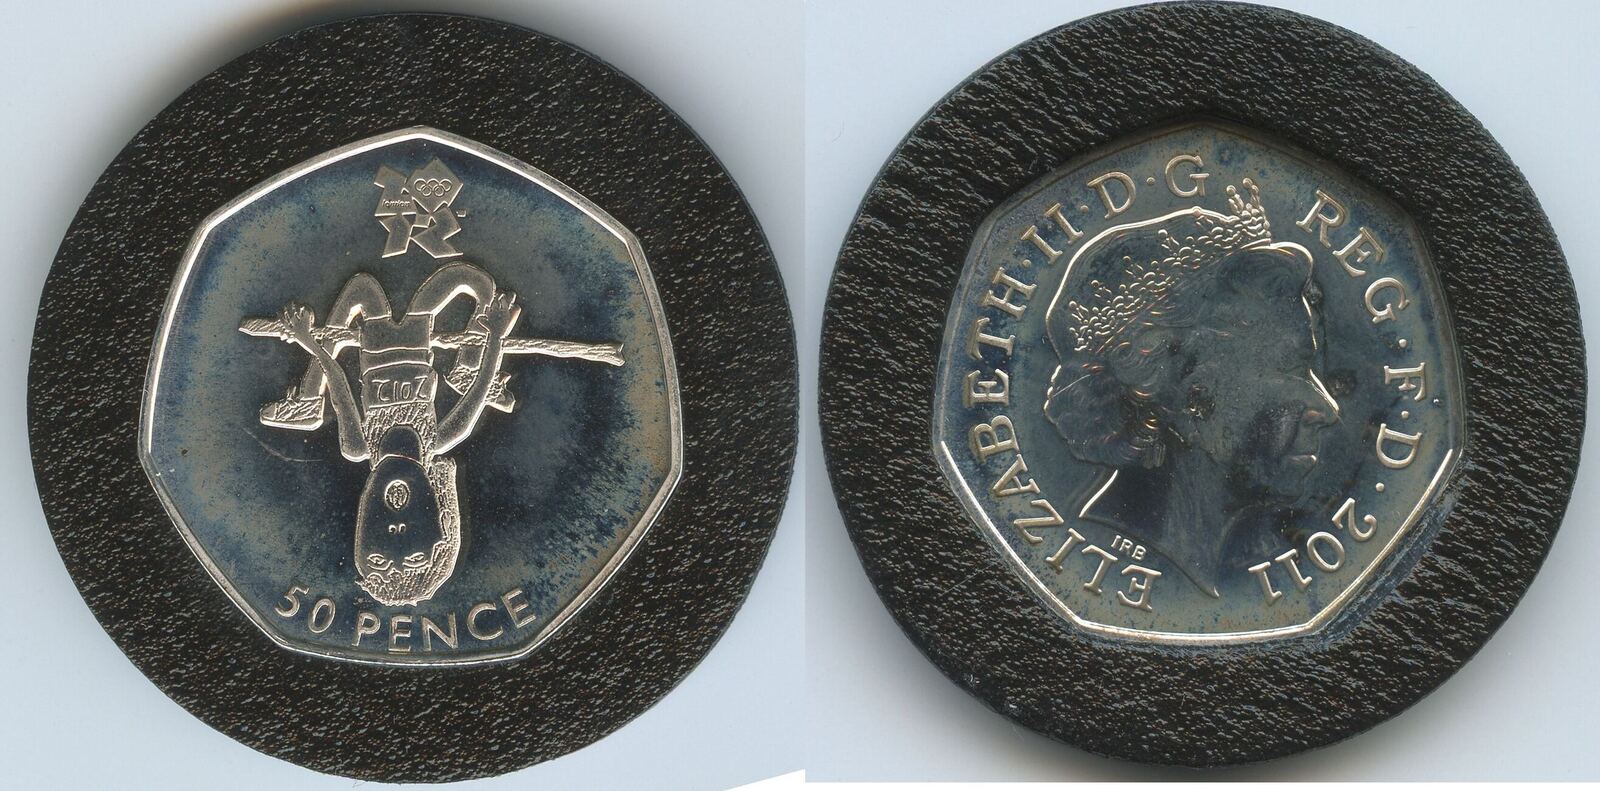 london
2012
50 PENCE
ELIZABETH·II·D·G REG·F·D·2011
IRB